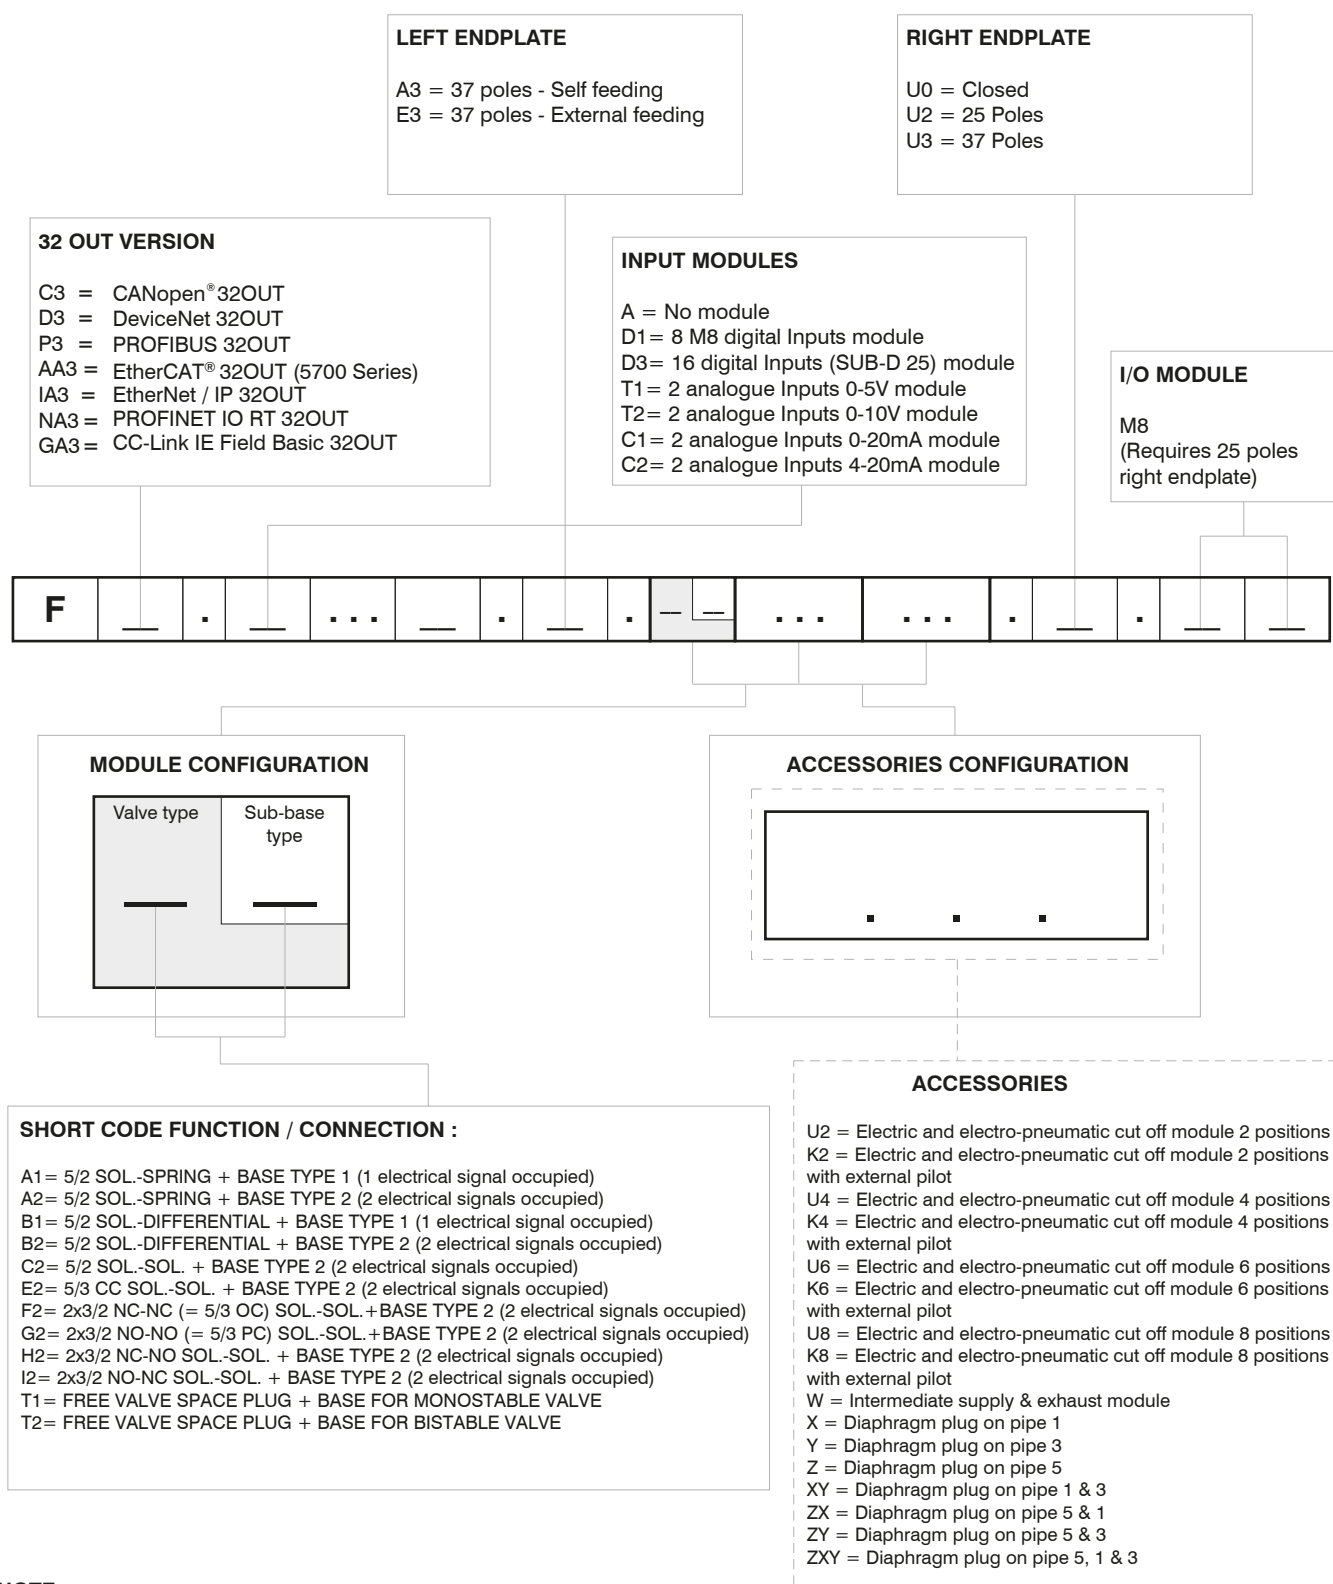 LEFT ENDPLATE
A3 = 37 poles - Self feeding
E3 = 37 poles - External feeding
RIGHT ENDPLATE
U0 = Closed
U2 = 25 Poles
U3 = 37 Poles
32 OUT VERSION
C3 = CANopen® 32OUT
D3 = DeviceNet 32OUT
P3 = PROFIBUS 32OUT
AA3 = EtherCAT® 32OUT (5700 Series)
IA3 = EtherNet / IP 32OUT
NA3 = PROFINET IO RT 32OUT
GA3 = CC-Link IE Field Basic 32OUT
INPUT MODULES
A = No module
D1= 8 M8 digital Inputs module
D3= 16 digital Inputs (SUB-D 25) module
T1= 2 analogue Inputs 0-5V module
T2= 2 analogue Inputs 0-10V module
C1= 2 analogue Inputs 0-20mA module
C2= 2 analogue Inputs 4-20mA module
I/O MODULE
M8
(Requires 25 poles
right endplate)
F __ . __ ... __ . __ . __ __ ... ... . __ . __ __
MODULE CONFIGURATION
Valve type
Sub-base
type
ACCESSORIES CONFIGURATION
. . .
SHORT CODE FUNCTION / CONNECTION :
A1= 5/2 SOL.-SPRING + BASE TYPE 1 (1 electrical signal occupied)
A2= 5/2 SOL.-SPRING + BASE TYPE 2 (2 electrical signals occupied)
B1= 5/2 SOL.-DIFFERENTIAL + BASE TYPE 1 (1 electrical signal occupied)
B2= 5/2 SOL.-DIFFERENTIAL + BASE TYPE 2 (2 electrical signals occupied)
C2= 5/2 SOL.-SOL. + BASE TYPE 2 (2 electrical signals occupied)
E2= 5/3 CC SOL.-SOL. + BASE TYPE 2 (2 electrical signals occupied)
F2= 2x3/2 NC-NC (= 5/3 OC) SOL.-SOL.+BASE TYPE 2 (2 electrical signals occupied)
G2= 2x3/2 NO-NO (= 5/3 PC) SOL.-SOL.+BASE TYPE 2 (2 electrical signals occupied)
H2= 2x3/2 NC-NO SOL.-SOL. + BASE TYPE 2 (2 electrical signals occupied)
I2= 2x3/2 NO-NC SOL.-SOL. + BASE TYPE 2 (2 electrical signals occupied)
T1= FREE VALVE SPACE PLUG + BASE FOR MONOSTABLE VALVE
T2= FREE VALVE SPACE PLUG + BASE FOR BISTABLE VALVE
ACCESSORIES
U2 = Electric and electro-pneumatic cut off module 2 positions
K2 = Electric and electro-pneumatic cut off module 2 positions
with external pilot
U4 = Electric and electro-pneumatic cut off module 4 positions
K4 = Electric and electro-pneumatic cut off module 4 positions
with external pilot
U6 = Electric and electro-pneumatic cut off module 6 positions
K6 = Electric and electro-pneumatic cut off module 6 positions
with external pilot
U8 = Electric and electro-pneumatic cut off module 8 positions
K8 = Electric and electro-pneumatic cut off module 8 positions
with external pilot
W = Intermediate supply & exhaust module
X = Diaphragm plug on pipe 1
Y = Diaphragm plug on pipe 3
Z = Diaphragm plug on pipe 5
XY = Diaphragm plug on pipe 1 & 3
ZX = Diaphragm plug on pipe 5 & 1
ZY = Diaphragm plug on pipe 5 & 3
ZXY = Diaphragm plug on pipe 5, 1 & 3